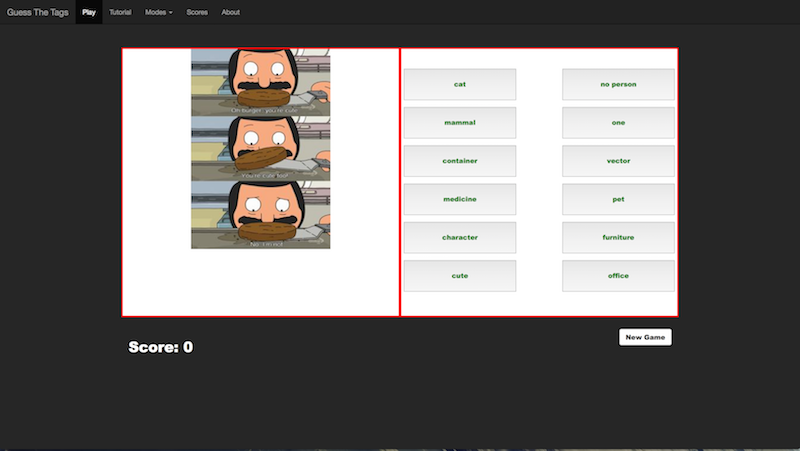 Guess The Tags Play Tutorial Modes Scores About
Oh burger, you're cute.
You're cute too!
No, I'm not.
cat no person
mammal one
container vector
medicine pet
character furniture
cute office
Score: 0 New Game